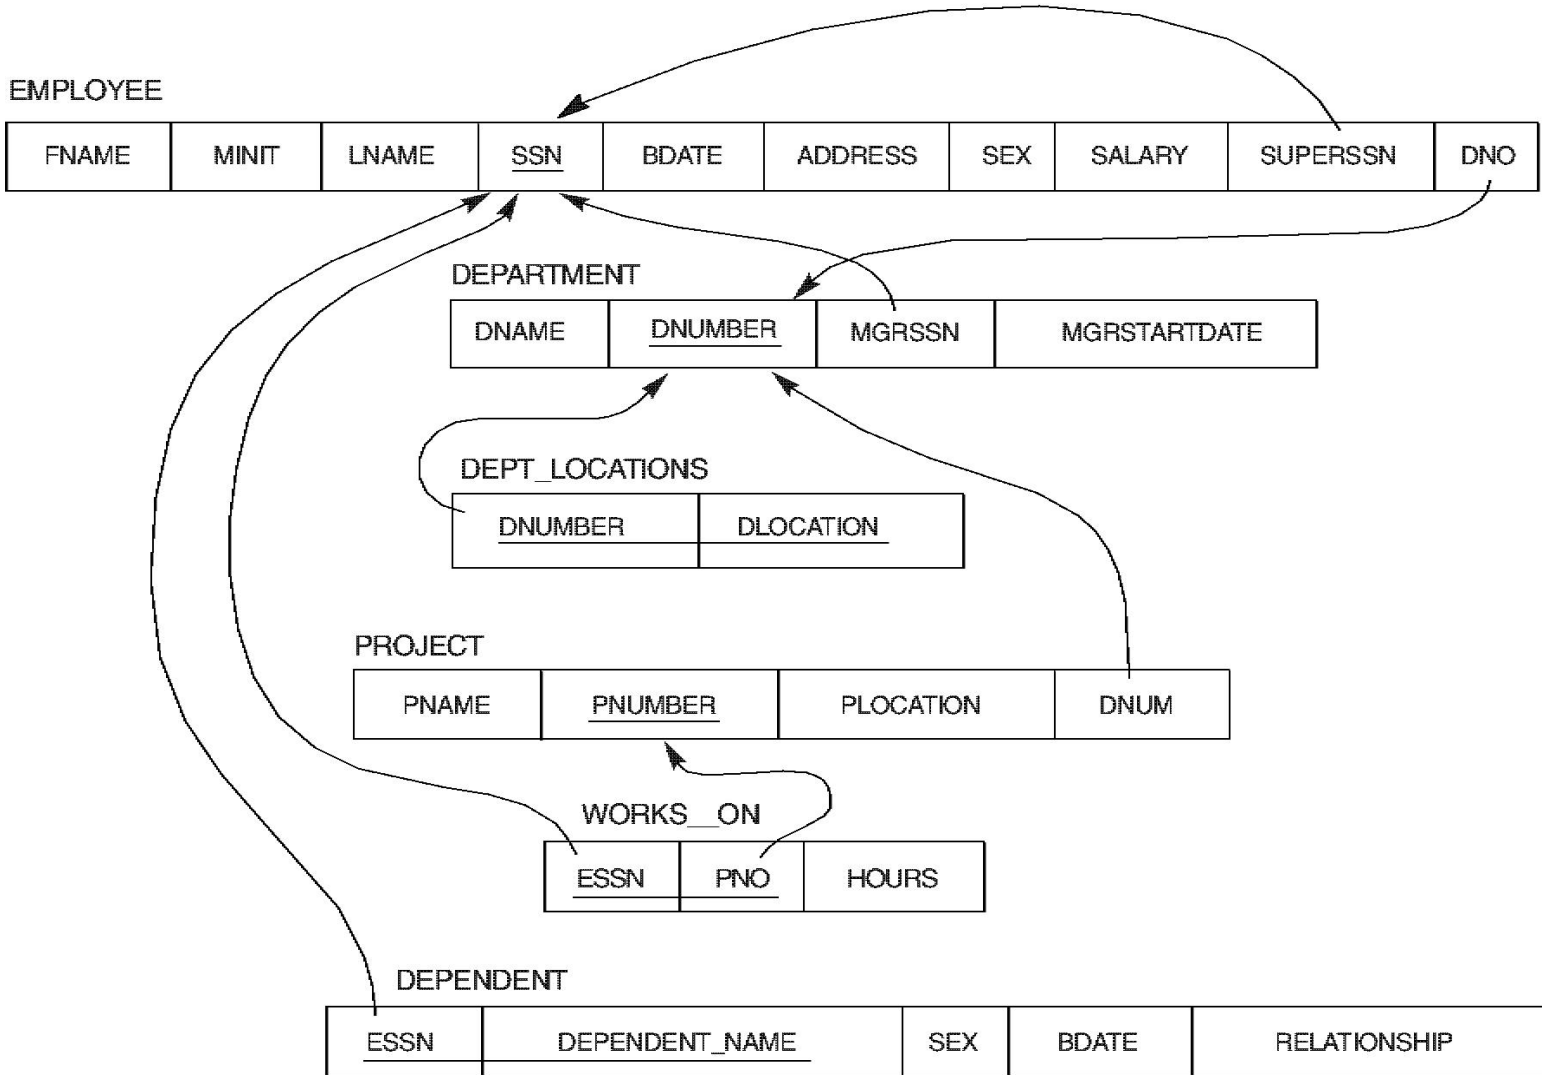 EMPLOYEE
FNAME MINIT LNAME SSN BDATE ADDRESS SEX SALARY SUPERSSN DNO
DEPARTMENT
DNAME DNUMBER MGRSSN MGRSTARTDATE
DEPT_LOCATIONS
DNUMBER DLOCATION
PROJECT
PNAME PNUMBER PLOCATION DNUM
WORKS__ON
ESSN PNO HOURS
DEPENDENT
ESSN DEPENDENT_NAME SEX BDATE RELATIONSHIP